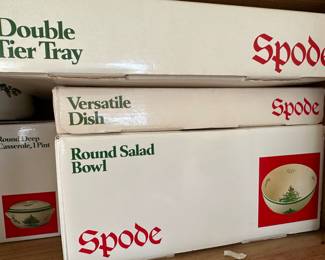 Double
Tier Tray
Spode
Versatile
Dish
Spode
Round Deep
Casserole, 1 Pint
Round Salad
Bowl
Spode